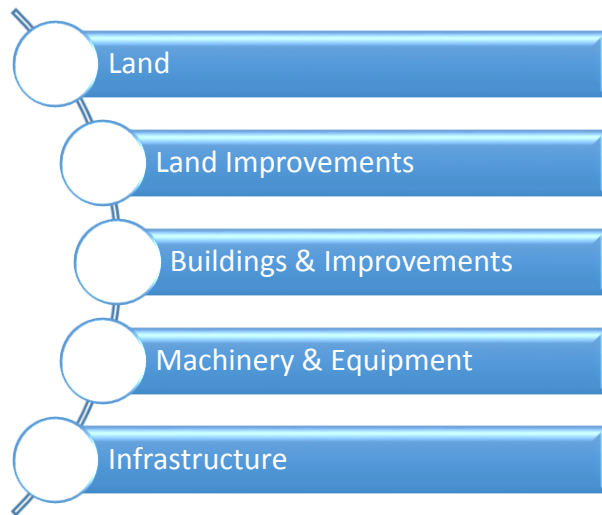 Land
Land Improvements
Buildings & Improvements
Machinery & Equipment
Infrastructure